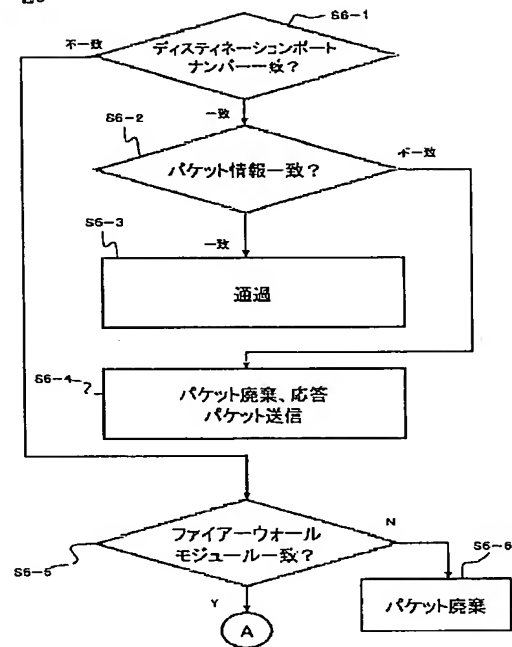 S6-1
不一致
ディスティネーションポート
ナンバー一致？
一致
S6-2
パケット情報一致？
不一致
S6-3
一致
通過
S6-4
パケット廃棄、応答
パケット送信
ファイアーウォール
モジュール一致？
N
S6-5
S6-6
パケット廃棄
Y
A